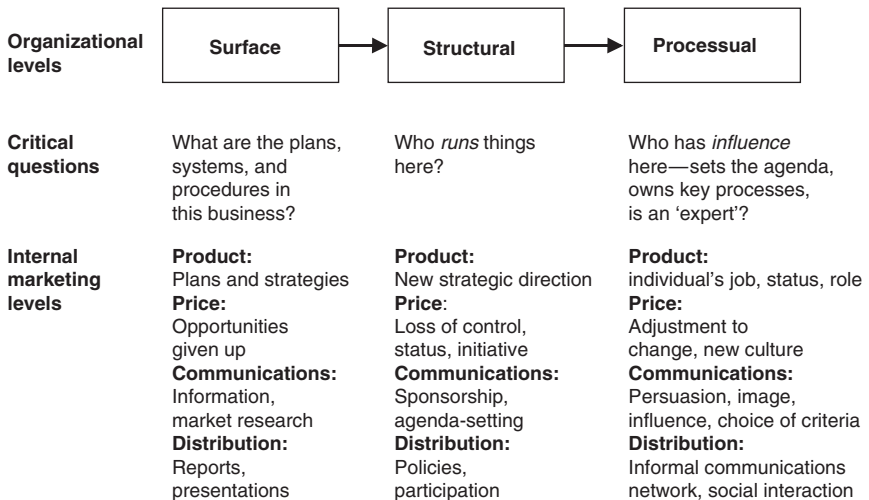 Organizational
levels
Surface
Structural
Processual
Critical
questions
What are the plans,
systems, and
procedures in
this business?
Who runs things
here?
Who has influence
here—sets the agenda,
owns key processes,
is an ‘expert’?
Internal
marketing
levels
Product:
Plans and strategies
Price:
Opportunities
given up
Communications:
Information,
market research
Distribution:
Reports,
presentations
Product:
New strategic direction
Price:
Loss of control,
status, initiative
Communications:
Sponsorship,
agenda-setting
Distribution:
Policies,
participation
Product:
individual’s job, status, role
Price:
Adjustment to
change, new culture
Communications:
Persuasion, image,
influence, choice of criteria
Distribution:
Informal communications
network, social interaction